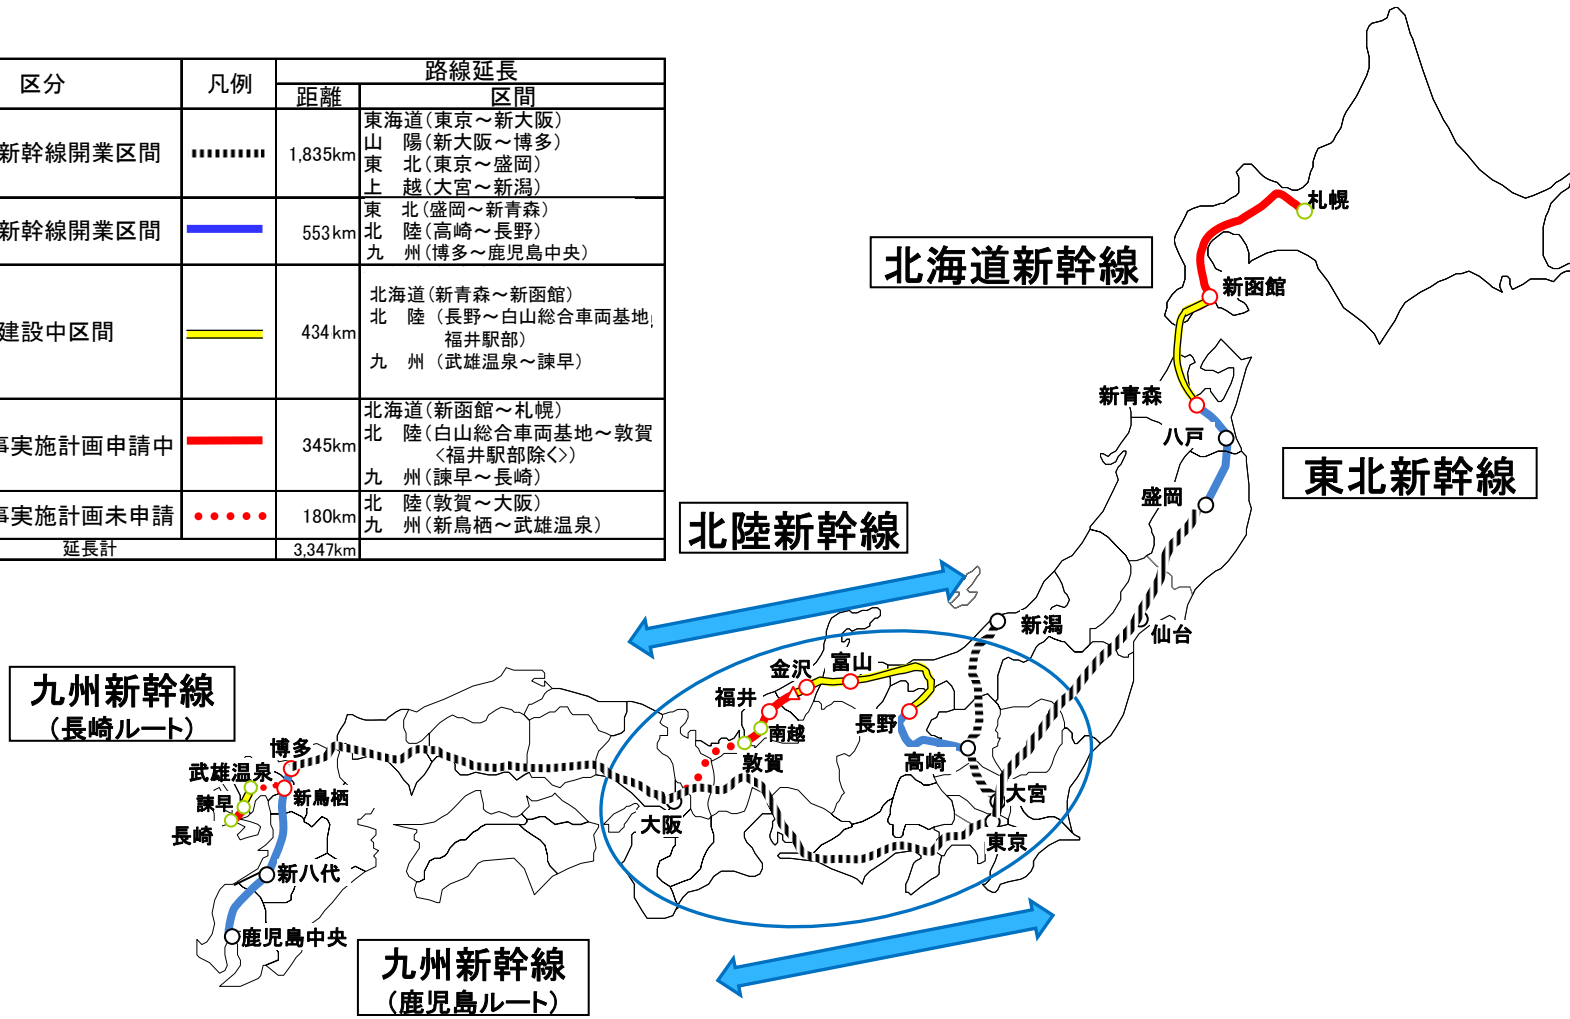 区分 凡例 路線延長
距離 区間
新幹線開業区間 1,835km
東海道(東京～新大阪)
山　陽(新大阪～博多)
東　北(東京～盛岡)
上　越(大宮～新潟)
新幹線開業区間 553km
東　北(盛岡～新青森)
北　陸(高崎～長野)
九　州(博多～鹿児島中央)
建設中区間 434km
北海道(新青森～新函館)
北　陸(長野～白山総合車両基地,
福井駅部)
九　州(武雄温泉～諫早)
事実施計画申請中 345km
北海道(新函館～札幌)
北　陸(白山総合車両基地～敦賀
<福井駅部除く>)
九　州(諫早～長崎)
事実施計画未申請 180km
北　陸(敦賀～大阪)
九　州(新鳥栖～武雄温泉)
延長計 3,347km
札幌
北海道新幹線
新函館
新青森
八戸
東北新幹線
盛岡
北陸新幹線
新潟
仙台
金沢
富山
福井
長野
南越
敦賀
高崎
大宮
東京
大阪
九州新幹線
(長崎ルート)
博多
武雄温泉
新鳥栖
諫早
長崎
新八代
鹿児島中央
九州新幹線
(鹿児島ルート)